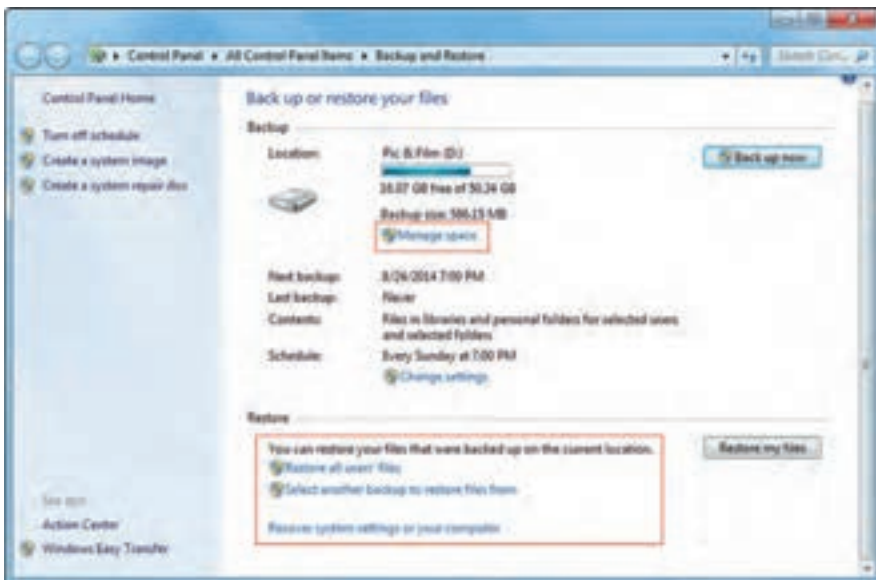 Control Panel ▸ All Control Panel Items ▸ Backup and Restore
Control Panel Home
Turn off schedule
Create a system image
Create a system repair disc
See also
Action Center
Windows Easy Transfer
Back up or restore your files
Backup
Location: Pic & Film (D:)
Back up now
GB free of 50.24 GB
Backup size: MB
Manage space
Next backup: 8/24/2014 7:00 PM
Last backup: Never
Contents: Files in libraries and personal folders for selected users
and selected folders
Schedule: Every Sunday at 7:00 PM
Change settings
Restore
You can restore your files that were backed up on the current location.
Restore my files
Restore all users' files
Select another backup to restore files from
Recover system settings or your computer